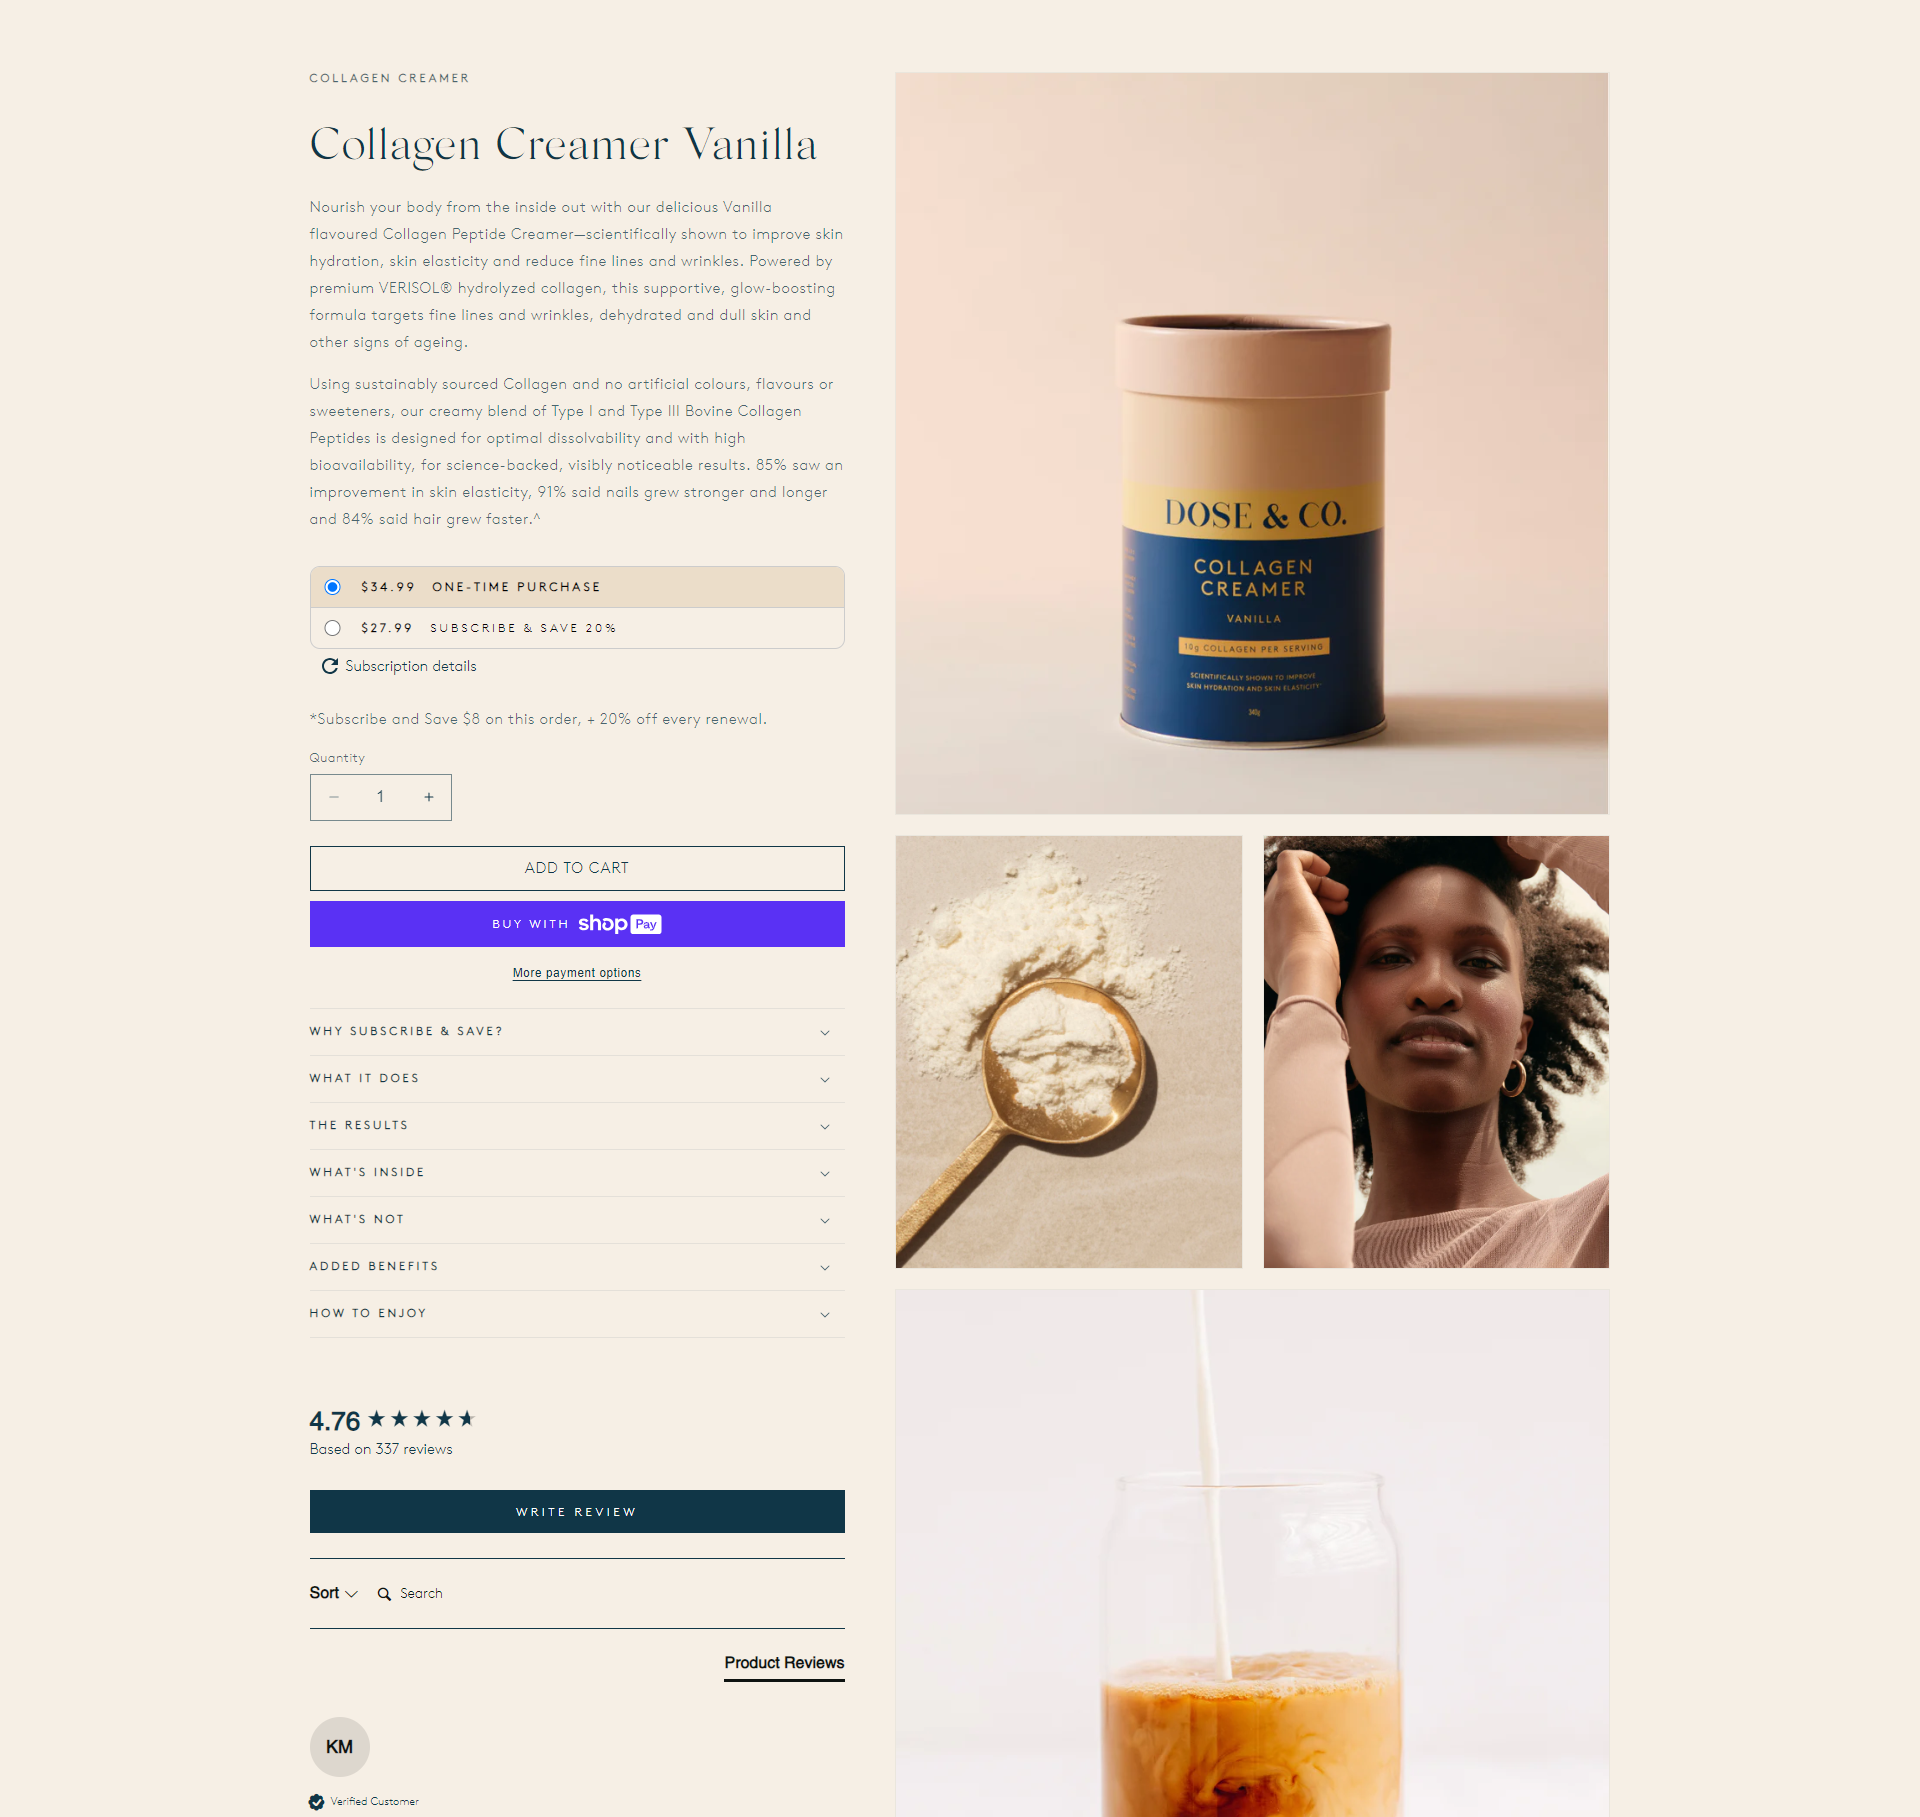 COLLAGEN CREAMER
Collagen Creamer Vanilla
Nourish your body from the inside out with our delicious Vanilla
flavoured Collagen Peptide Creamer—scientifically shown to improve skin
hydration, skin elasticity and reduce fine lines and wrinkles. Powered by
premium VERISOL® hydrolyzed collagen, this supportive, glow-boosting
formula targets fine lines and wrinkles, dehydrated and dull skin and
other signs of ageing.
Using sustainably sourced Collagen and no artificial colours, flavours or
sweeteners, our creamy blend of Type I and Type III Bovine Collagen
Peptides is designed for optimal dissolvability and with high
bioavailability, for science-backed, visibly noticeable results. 85% saw an
improvement in skin elasticity, 91% said nails grew stronger and longer
and 84% said hair grew faster.^
$34.99 ONE-TIME PURCHASE
$27.99 SUBSCRIBE & SAVE 20%
Subscription details
*Subscribe and Save $8 on this order, + 20% off every renewal.
Quantity
− 1 +
ADD TO CART
BUY WITH shop Pay
More payment options
WHY SUBSCRIBE & SAVE?
WHAT IT DOES
THE RESULTS
WHAT'S INSIDE
WHAT'S NOT
ADDED BENEFITS
HOW TO ENJOY
4.76
Based on 337 reviews
WRITE REVIEW
Sort Search
Product Reviews
KM
Verified Customer
DOSE & CO.
COLLAGEN
CREAMER
VANILLA
10g COLLAGEN PER SERVING
SCIENTIFICALLY SHOWN TO IMPROVE
SKIN HYDRATION AND SKIN ELASTICITY
340g